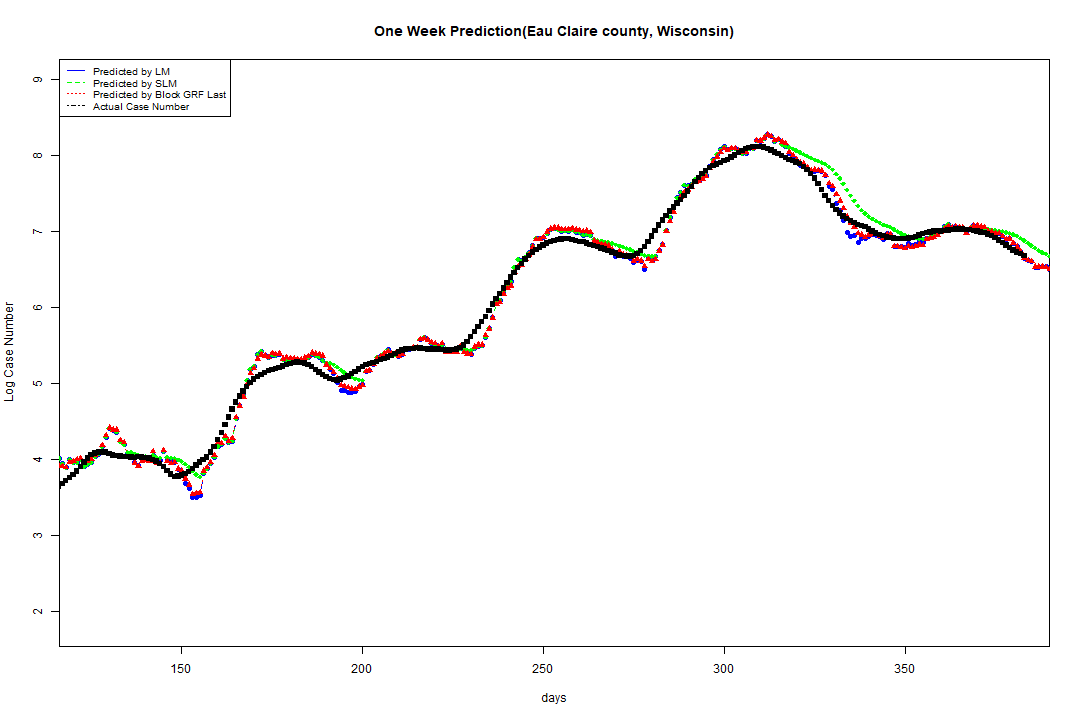 One Week Prediction(Eau Claire county, Wisconsin)
Predicted by LM
Predicted by SLM
Predicted by Block GRF Last
Actual Case Number
9
8
7
6
5
4
3
2
Log Case Number
150
200
250
300
350
days